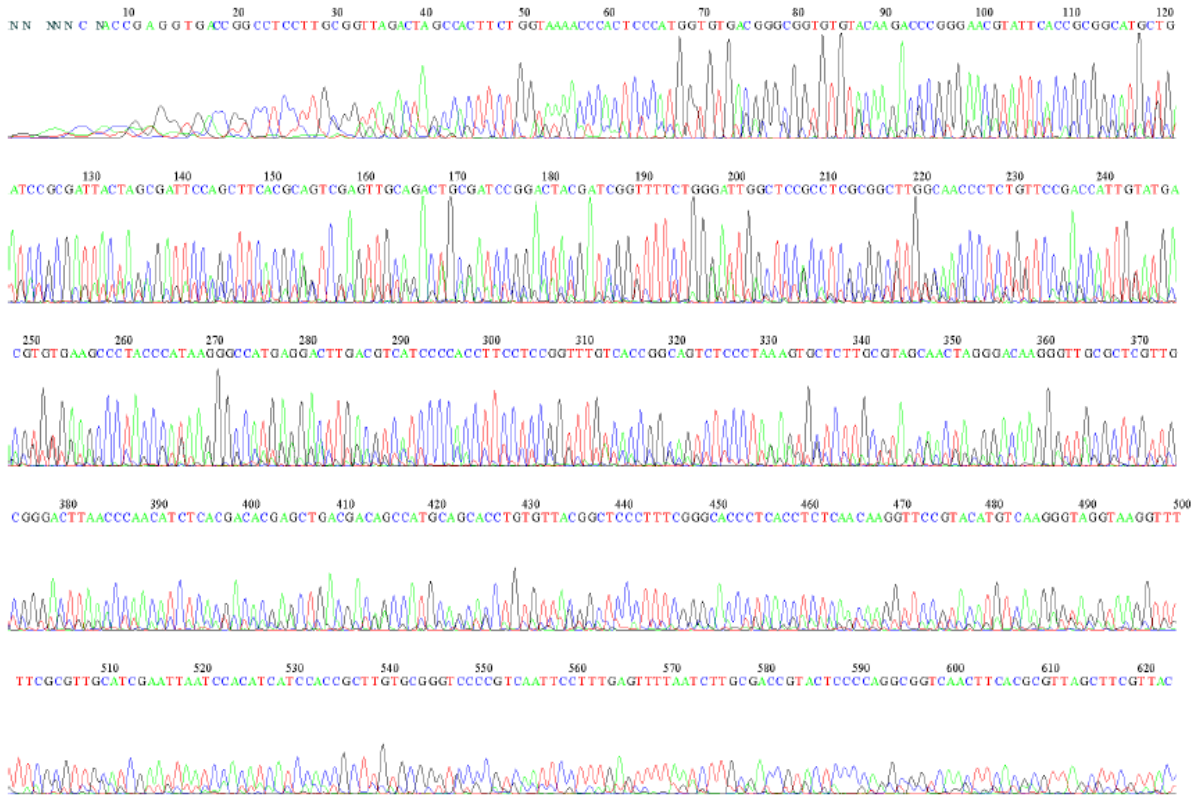 10 20 30 40 50 60 70 80 90 100 110 120
NN NNN C NACCGAGGTGACCGGCCTCCTTGCGGTTAGACTAGCCACTTCTGGTAAAACCCACTCCCATGGTGTGACGGGCGGTGTGTACAAGACCCGGGAACGTATTCACCGCGGCATGCTG
130 140 150 160 170 180 190 200 210 220 230 240
ATCCGCGATTACTAGCGATTCCAGCTTCACGCAGTCGAGTTGCAGACTGCGATCCGGACTACGATCGGTTTTCTGGGATTGGCTCCGCCTCGCGGCTTGGCAACCCTCTGTTCCGACCATTGTATGA
250 260 270 280 290 300 310 320 330 340 350 360 370
CGTGTGAAGCCCTACCCATAAGGGCCATGAGGACTTGACGTCATCCCCACCTTCCTCCGGTTTGTCACCGGCAGTCTCCCTAAAGTGCTCTTGCGTAGCAACTAGGGACAAGGGTTGCGCTCGTTG
380 390 400 410 420 430 440 450 460 470 480 490 500
CGGGACTTAACCCAACATCTCACGACACGAGCTGACGACAGCCATGCAGCACCTGTGTTACGGCTCCCTTTCGGGCACCCTCACCTCTCAACAAGGTTCCGTACATGTCAAGGGTAGGTAAGGTTT
510 520 530 540 550 560 570 580 590 600 610 620
TTCGCGTTGCATCGAATTAATCCACATCATCCACCGCTTGTGCGGGTCCCCGTCAATTCCTTTGAGTTTTAATCTTGCGACCGTACTCCCCAGGCGGTCAACTTCACGCGTTAGCTTCGTTAC